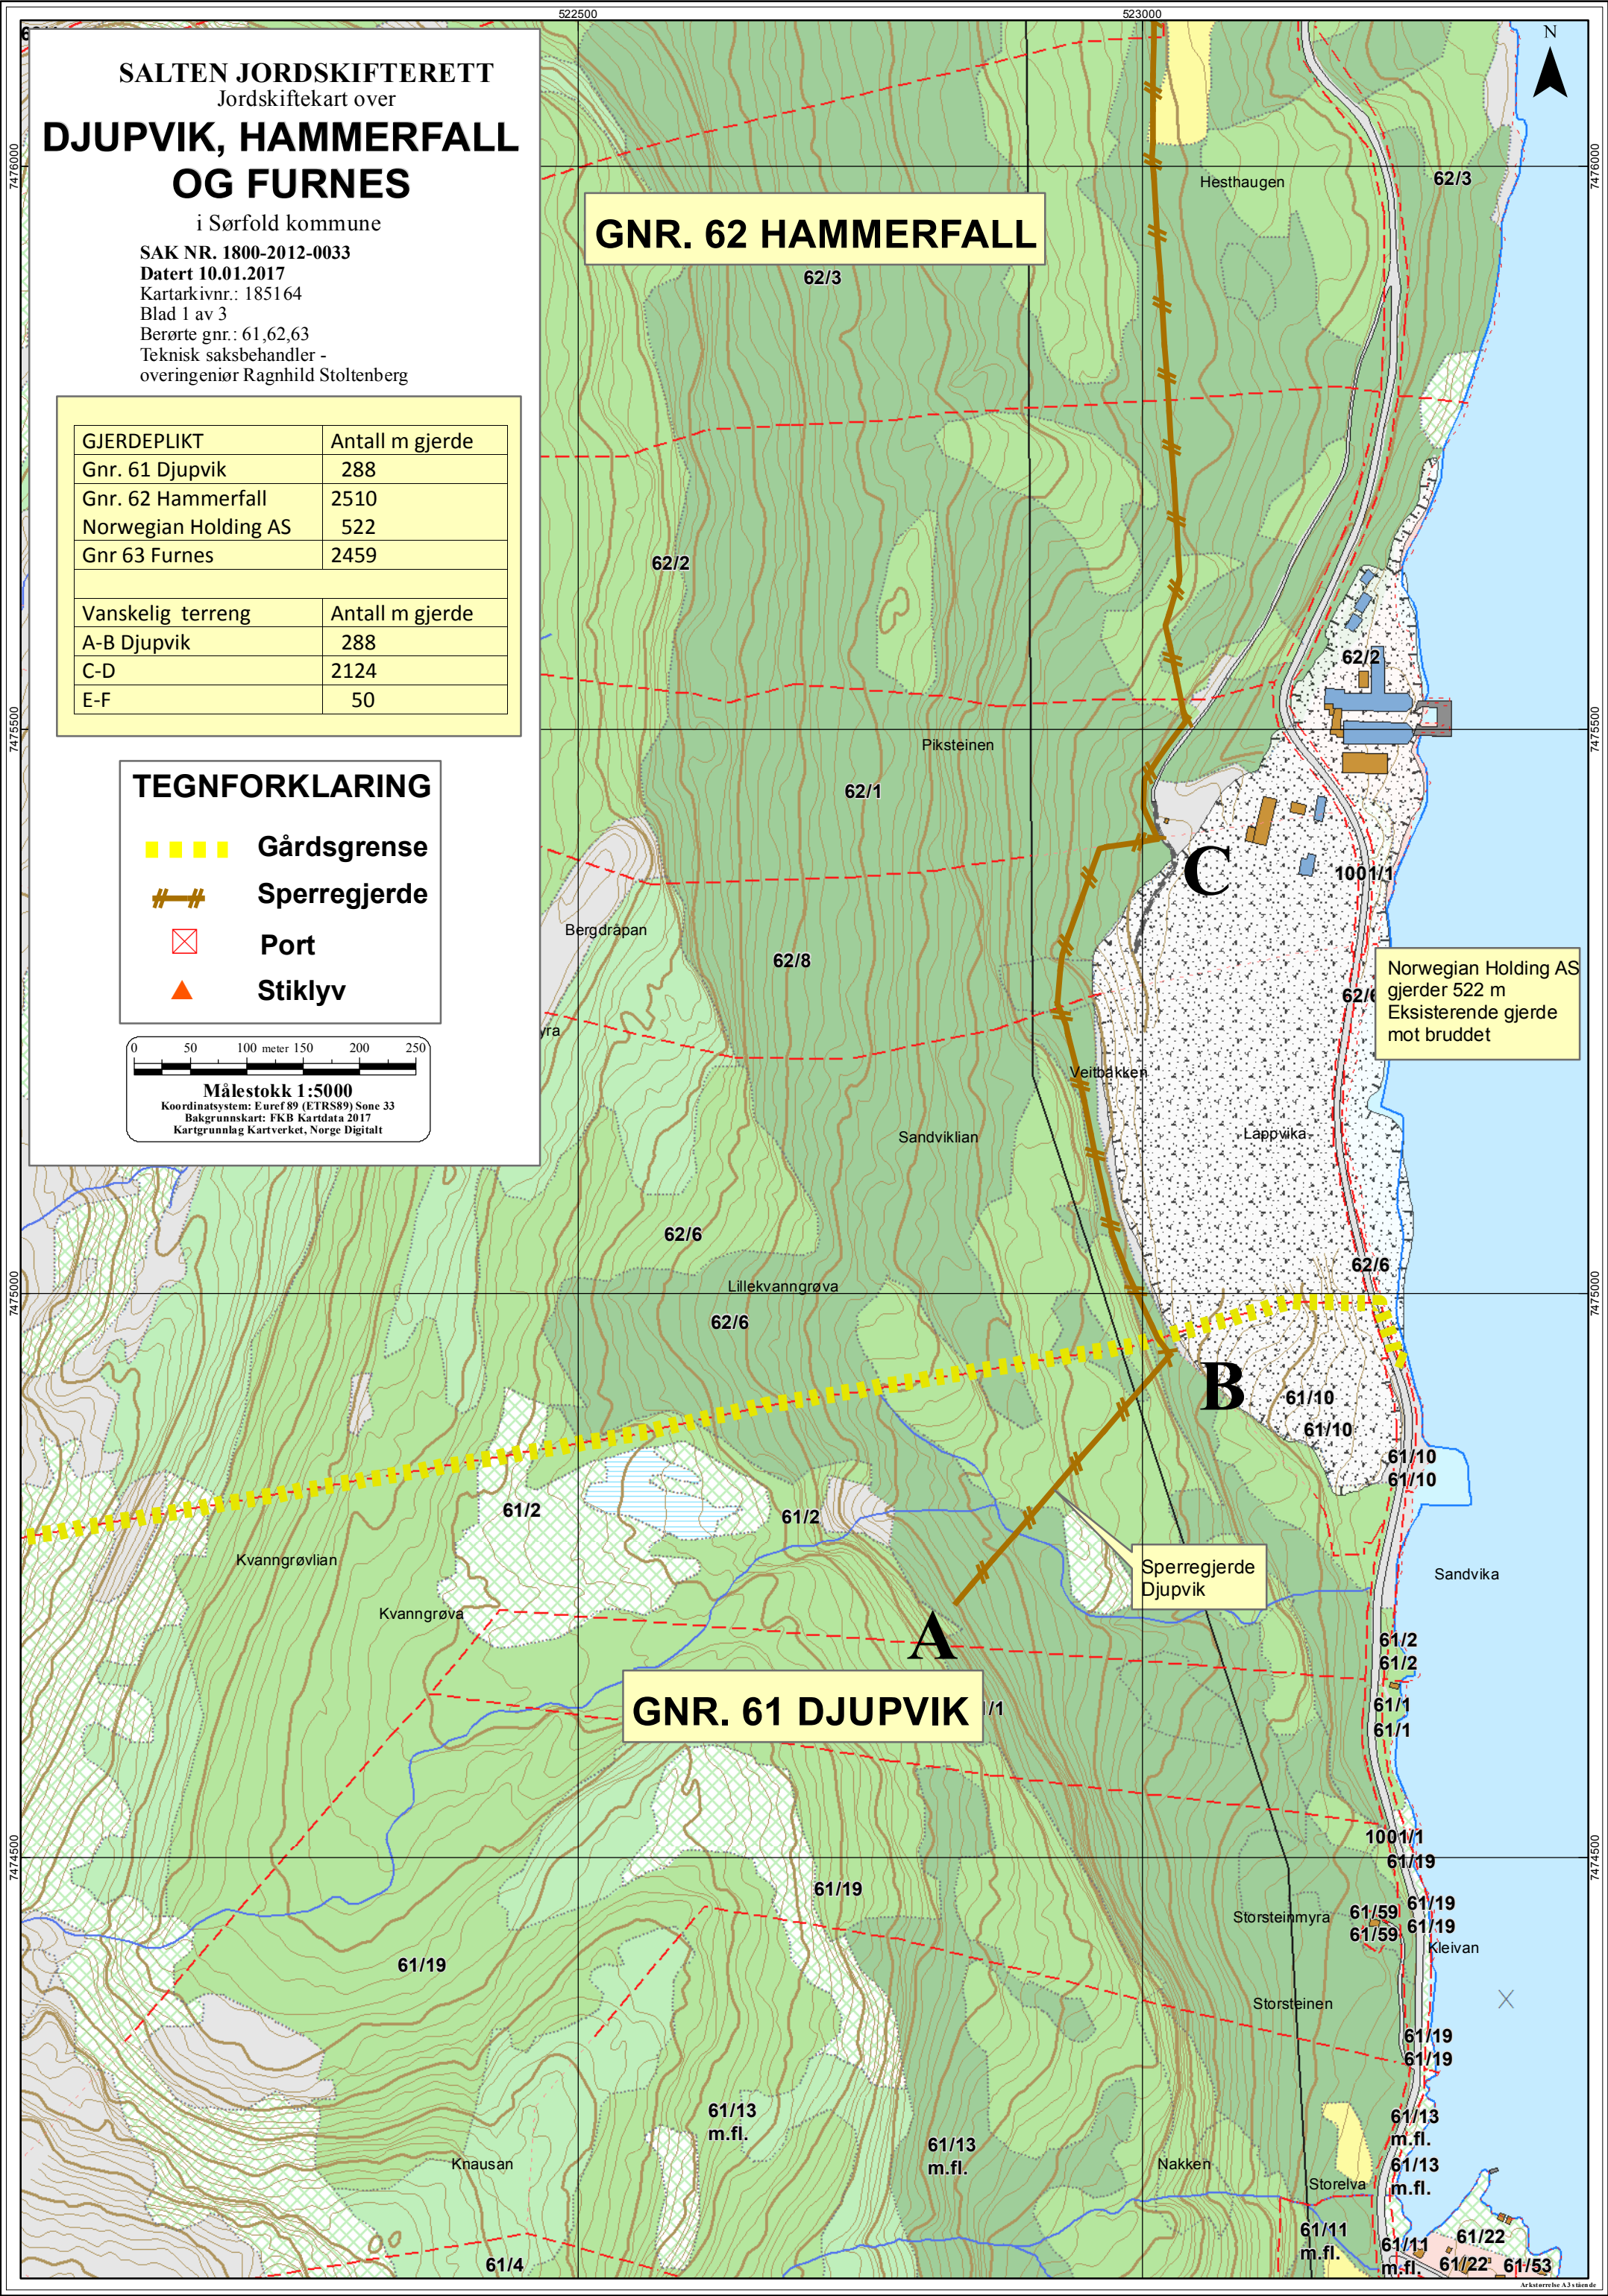 522500
523000
N
SALTEN JORDSKIFTERETT
Jordskiftekart over
DJUPVIK, HAMMERFALL
OG FURNES
i Sørfold kommune
SAK NR. 1800-2012-0033
Datert 10.01.2017
Kartarkivnr.: 185164
Blad 1 av 3
Berørte gnr.: 61,62,63
Teknisk saksbehandler -
overingeniør Ragnhild Stoltenberg
GJERDEPLIKT Antall m gjerde
Gnr. 61 Djupvik 288
Gnr. 62 Hammerfall 2510
Norwegian Holding AS 522
Gnr 63 Furnes 2459
Vanskelig terreng Antall m gjerde
A-B Djupvik 288
C-D 2124
E-F 50
TEGNFORKLARING
Gårdsgrense
Sperregjerde
Port
Stiklyv
0 50 100 meter 150 200 250
Målestokk 1:5000
Koordinatsystem: Euref 89 (ETRS89) Sone 33
Bakgrunnskart: FKB Kartdata 2017
Kartgrunnlag Kartverket, Norge Digitalt
7476000
7476000
Hesthaugen
62/3
GNR. 62 HAMMERFALL
62/3
62/2
62/2
7475500
7475500
Piksteinen
62/1
C
1001/1
Bergdråpan
62/8
Norwegian Holding AS
gjerder 522 m
Eksisterende gjerde
mot bruddet
62/6
yra
Veitbakken
Sandviklian
Lappvika
62/6
62/6
7475000
7475000
Lillekvanngrøva
62/6
B
61/10
61/10
61/10
61/10
61/2
61/2
Kvanngrøvlian
Sperregjerde
Djupvik
Sandvika
Kvanngrøva
A
61/2
61/2
GNR. 61 DJUPVIK
/1
61/1
61/1
7474500
7474500
1001/1
61/19
61/19
61/19
61/19
Storsteinmyra
61/59
61/59
Kleivan
61/19
Storsteinen
61/19
61/19
61/13
m.fl.
61/13
m.fl.
61/13
m.fl.
61/13
m.fl.
Knausan
Nakken
Storelva
61/4
61/11
m.fl.
61/11
m.fl.
61/22
61/22
61/53
Arkstørrelse A3 stående